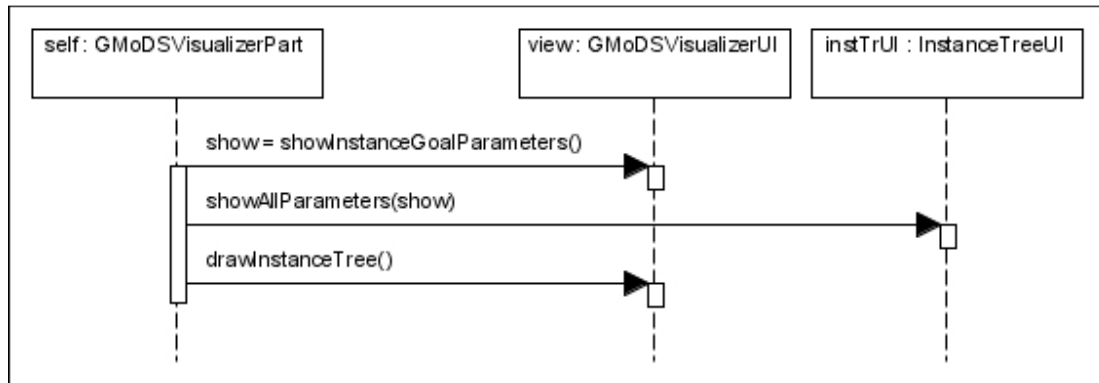 self : GMoDSVisualizerPart
view: GMoDSVisualizerUI
instTrUI : InstanceTreeUI
show = showInstanceGoalParameters()
showAllParameters(show)
drawInstanceTree()